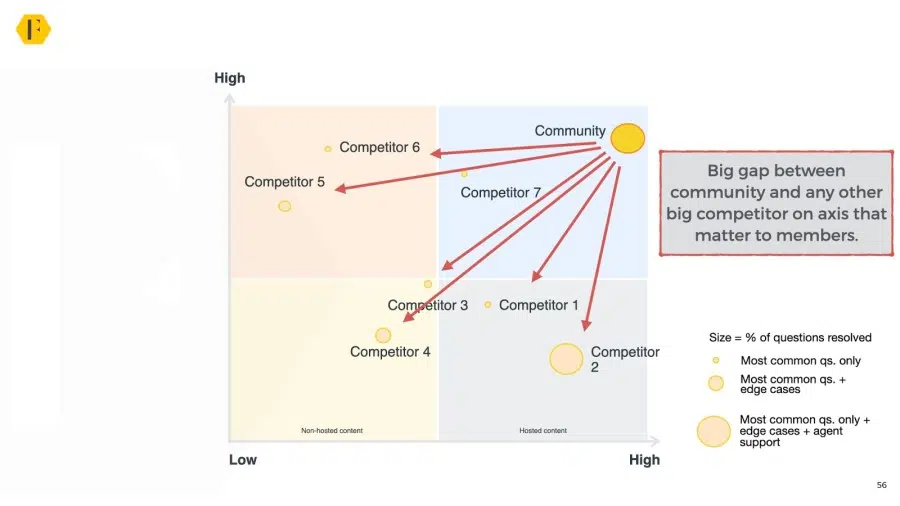 F
High
Community
Competitor 6
Competitor 5
Competitor 7
Big gap between
community and any other
big competitor on axis that
matter to members.
Competitor 3
Competitor 1
Competitor 4
Competitor
2
Size = % of questions resolved
Most common qs. only
Most common qs. +
edge cases
Most common qs. only +
edge cases + agent
support
Non-hosted content
Hosted content
Low
High
56